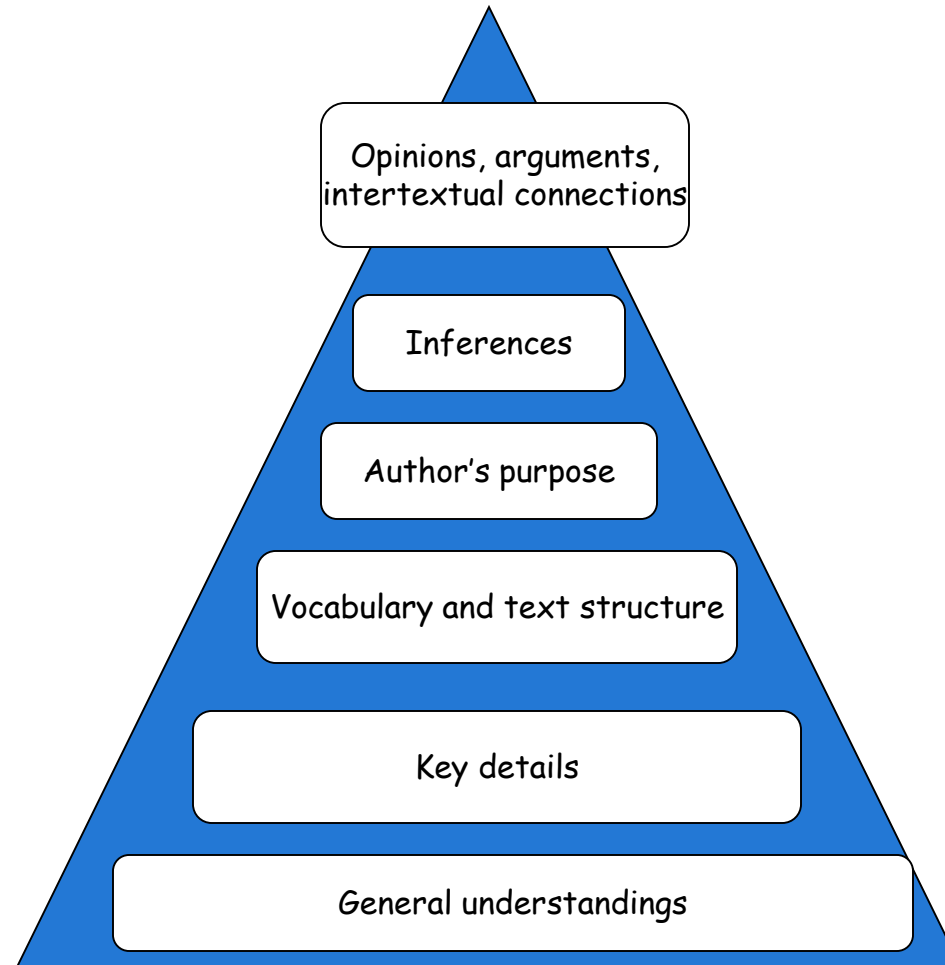 Opinions, arguments,
intertextual connections
Inferences
Author’s purpose
Vocabulary and text structure
Key details
General understandings